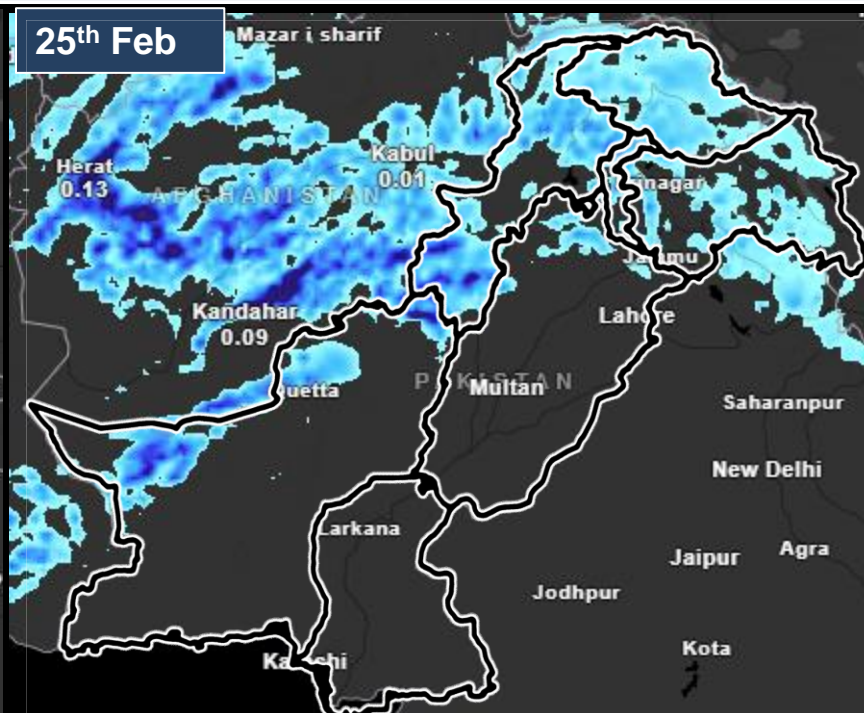 25th Feb
Mazar i sharif
Herat
0.13
Kabul
0.01
AFGHANISTAN
inagar
Jammu
Kandahar
0.09
Lahore
Quetta
PAKISTAN
Multan
Saharanpur
New Delhi
Larkana
Jaipur
Agra
Jodhpur
Kota
Karachi